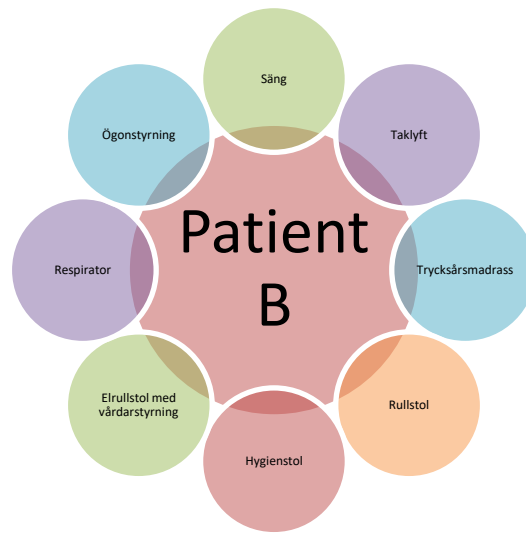 Säng
Taklyft
Trycksårsmadrass
Rullstol
Hygienstol
Elrullstol med
vårdarstyrning
Respirator
Ögonstyrning
Patient
B